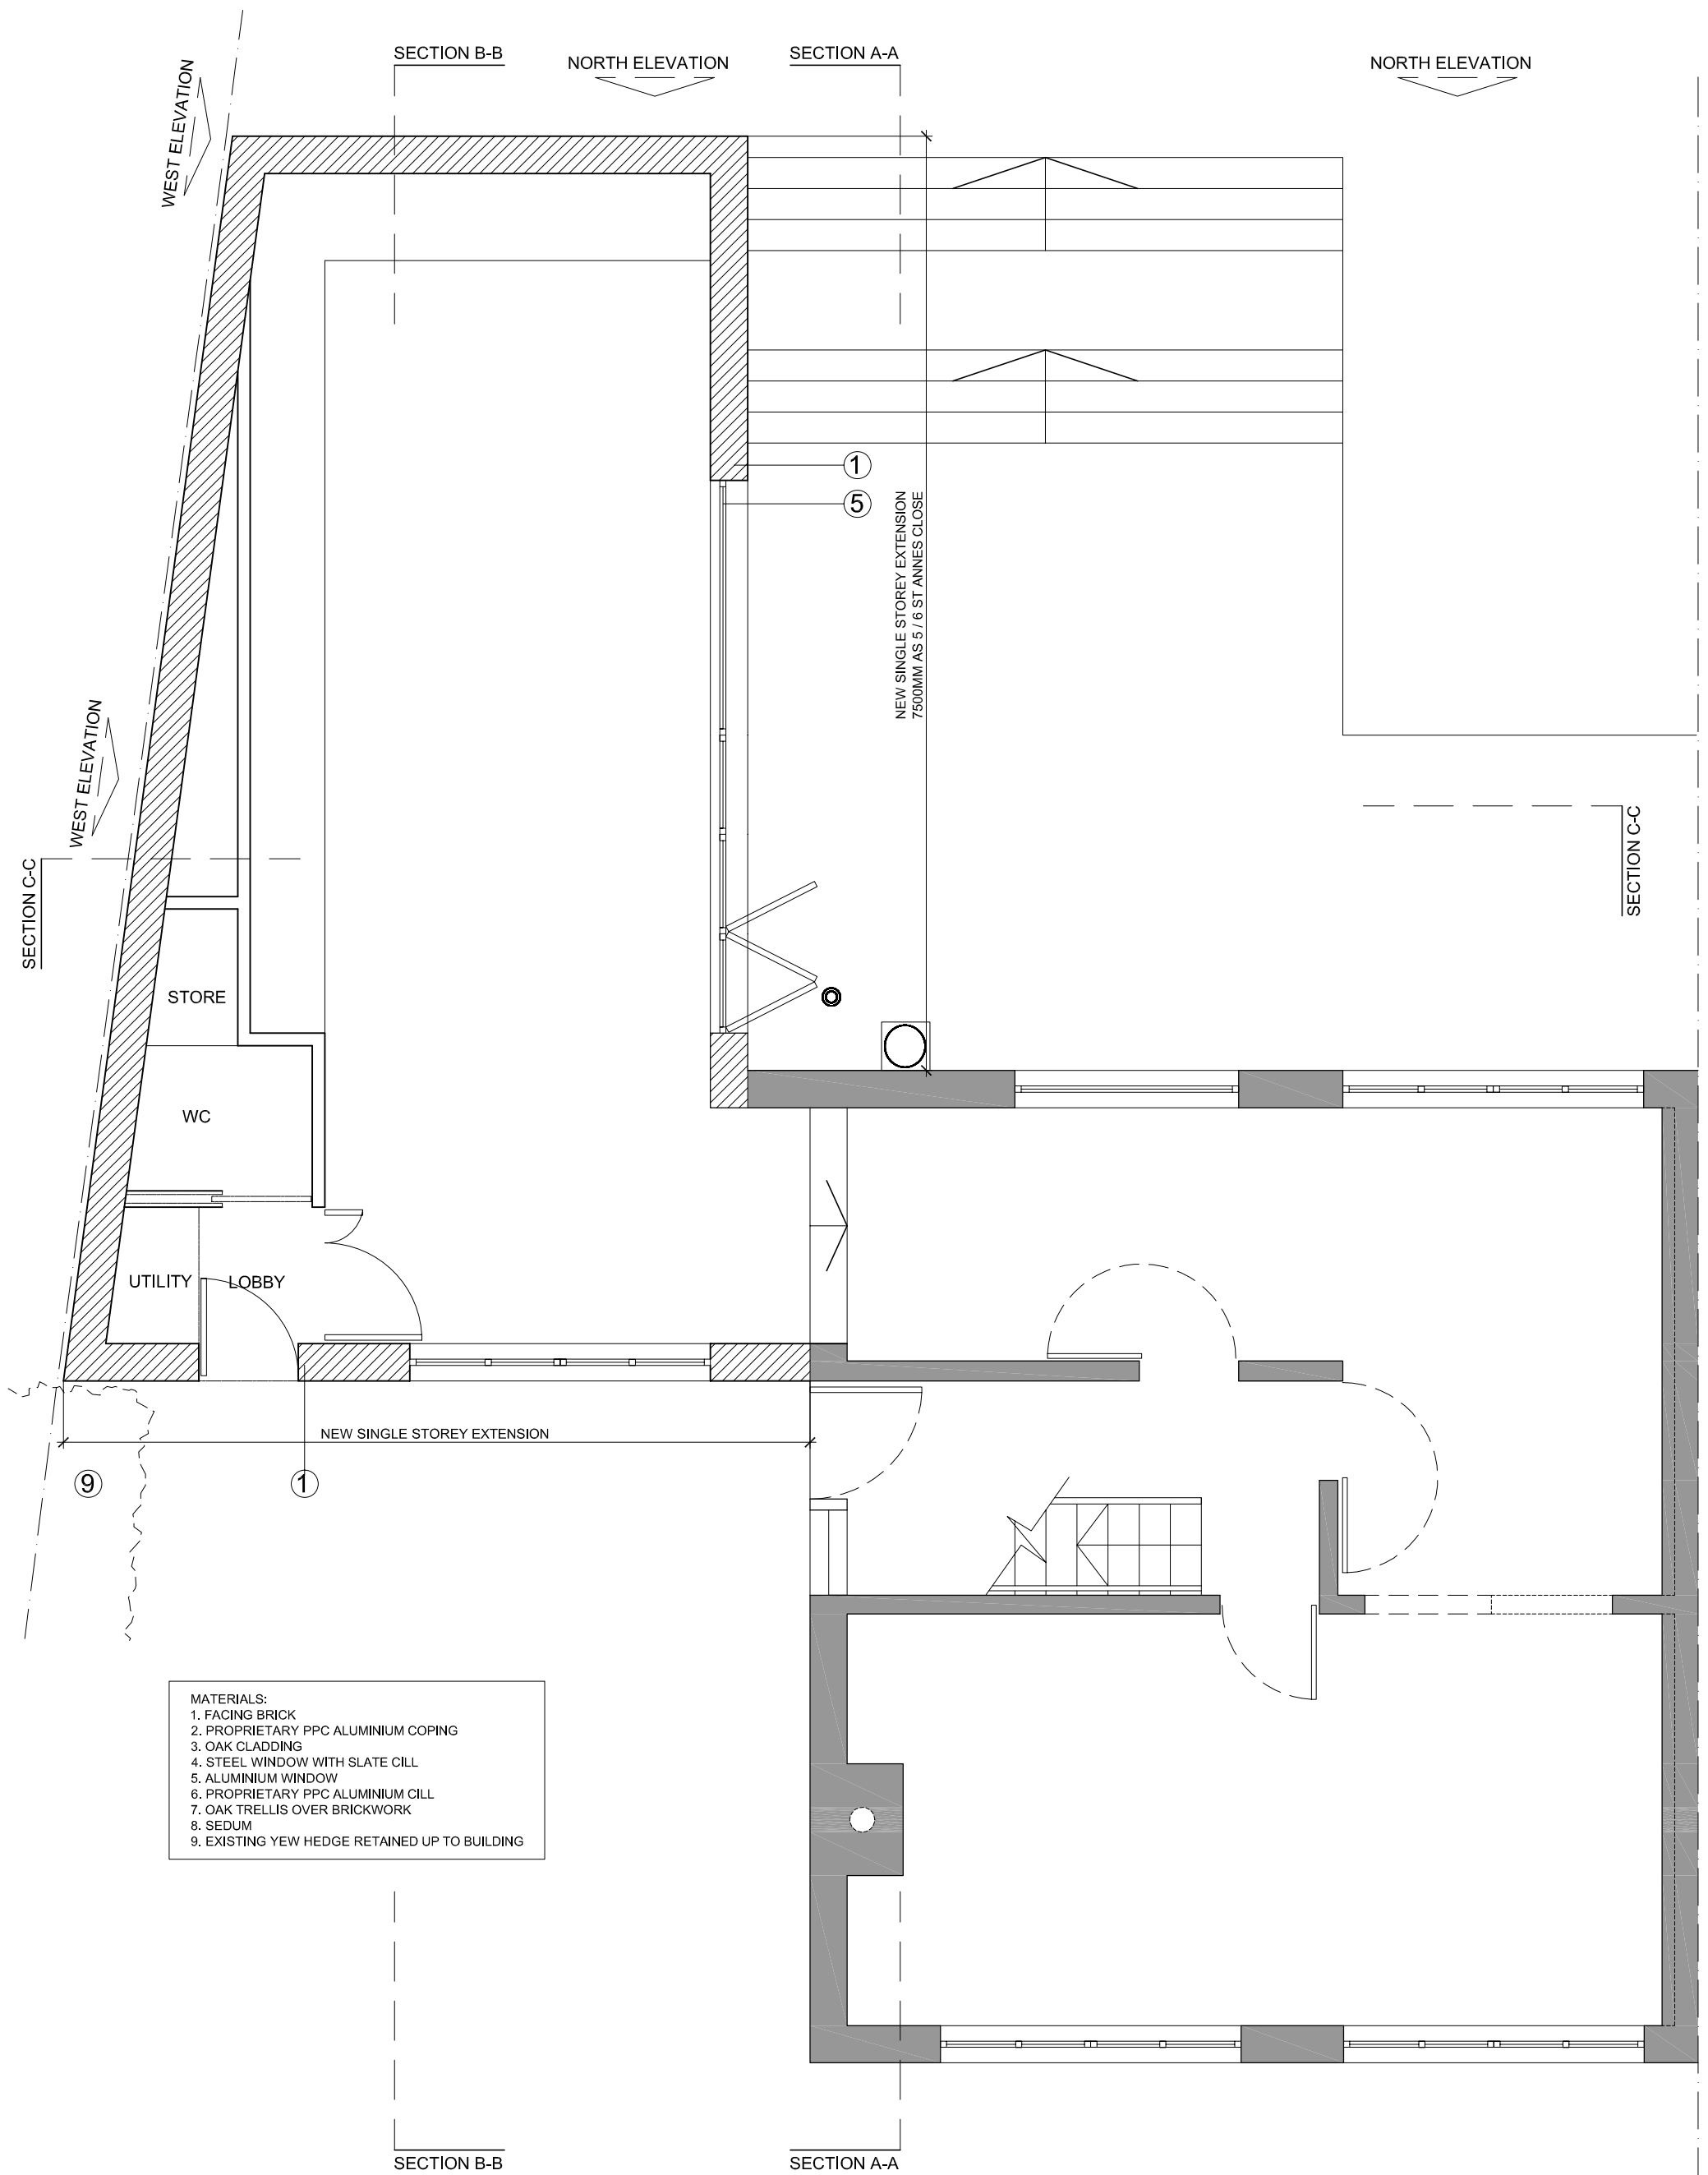 SECTION B-B
NORTH ELEVATION
SECTION A-A
NORTH ELEVATION
WEST ELEVATION
1
5
NEW SINGLE STOREY EXTENSION
7500MM AS 5 / 6 ST ANNES CLOSE
WEST ELEVATION
SECTION C-C
SECTION C-C
STORE
WC
UTILITY
LOBBY
NEW SINGLE STOREY EXTENSION
9
1
MATERIALS:
1. FACING BRICK
2. PROPRIETARY PPC ALUMINIUM COPING
3. OAK CLADDING
4. STEEL WINDOW WITH SLATE CILL
5. ALUMINIUM WINDOW
6. PROPRIETARY PPC ALUMINIUM CILL
7. OAK TRELLIS OVER BRICKWORK
8. SEDUM
9. EXISTING YEW HEDGE RETAINED UP TO BUILDING
SECTION B-B
SECTION A-A